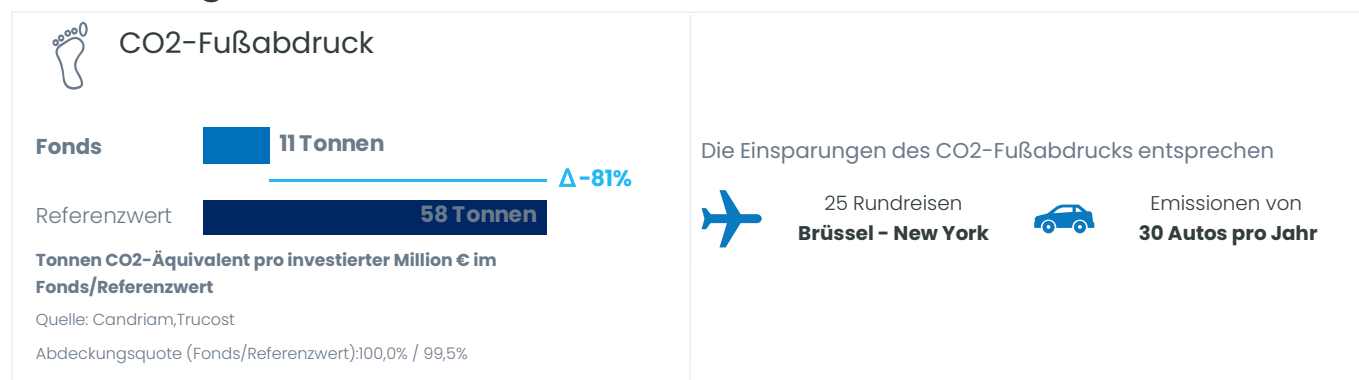 CO2-Fußabdruck
Fonds
11 Tonnen
Δ-81%
Referenzwert
58 Tonnen
Tonnen CO2-Äquivalent pro investierter Million € im
Fonds/Referenzwert
Quelle: Candriam,Trucost
Abdeckungsquote (Fonds/Referenzwert):100,0% / 99,5%
Die Einsparungen des CO2-Fußabdrucks entsprechen
25 Rundreisen
Brüssel - New York
Emissionen von
30 Autos pro Jahr